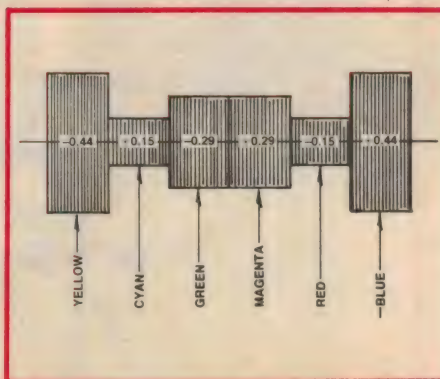 -0.44 +0.15 -0.29 +0.29 -0.15 +0.44
YELLOW
CYAN
GREEN
MAGENTA
RED
BLUE